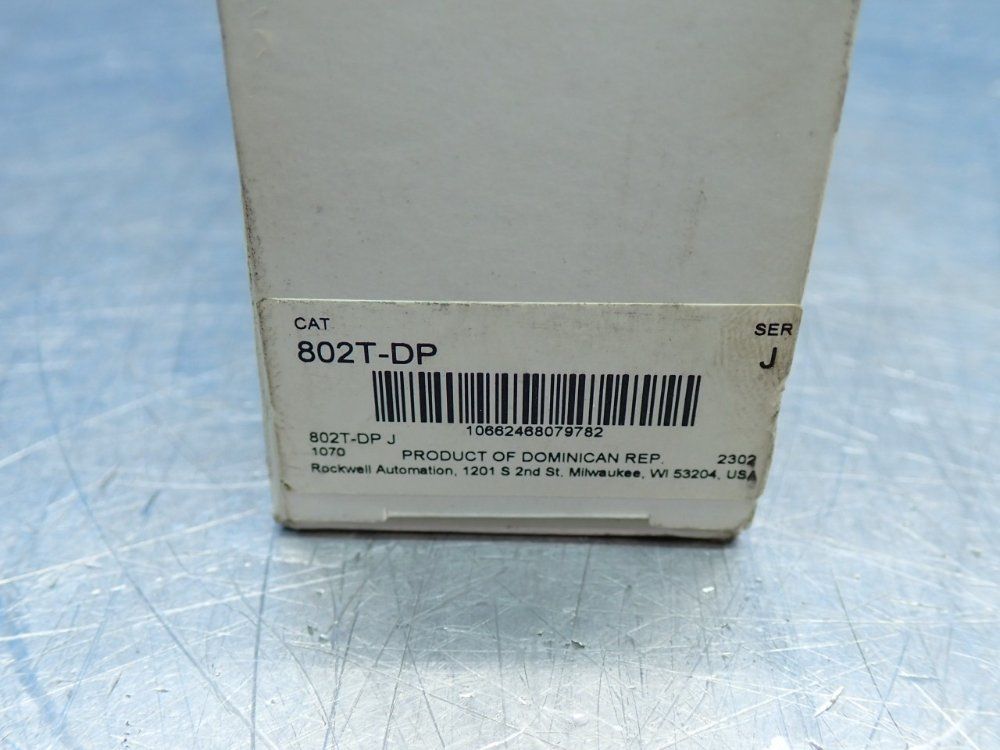 CAT SER
802T-DP J
10662468079782
802T-DP J
1070 PRODUCT OF DOMINICAN REP. 2302
Rockwell Automation, 1201 S 2nd St. Milwaukee, WI 53204, USA